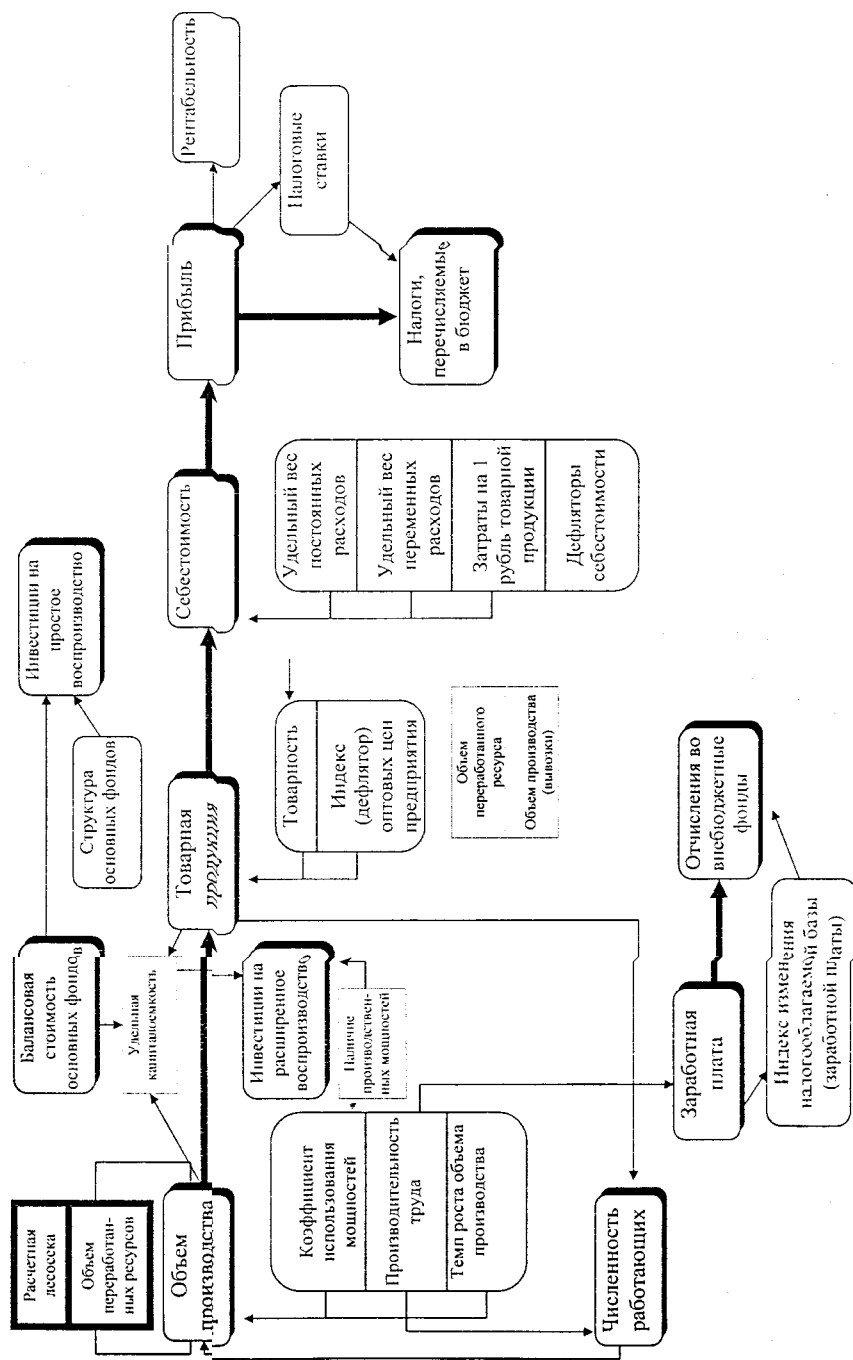 Расчетная
лесосека
Объем
переработан-
ных ресурсов
Объем
производства
Балансовая
стоимость
основных фондов
Удельная
капиталоемкость
Инвестиции на
расширенное
воспроизводство
Наличие
производствен-
ных мощностей
Коэффициент
использования
мощностей
Производительность
труда
Темп роста объема
производства
Численность
работающих
Инвестиции на
простое
воспроизводство
Структура
основных фондов
Товарная
продукция
Товарность
Индекс
(дефлятор)
оптовых цен
предприятия
Объем
переработанного
ресурса
Объем производства
(вывозки)
Заработная
плата
Отчисления во
внебюджетные
фонды
Индекс изменения
налогооблагаемой базы
(заработной платы)
Себестоимость
Удельный вес
постоянных
расходов
Удельный вес
переменных
расходов
Затраты на 1
рубль товарной
продукции
Дефляторы
себестоимости
Прибыль
Рентабельность
Налоговые
ставки
Налоги,
перечисляемые
в бюджет